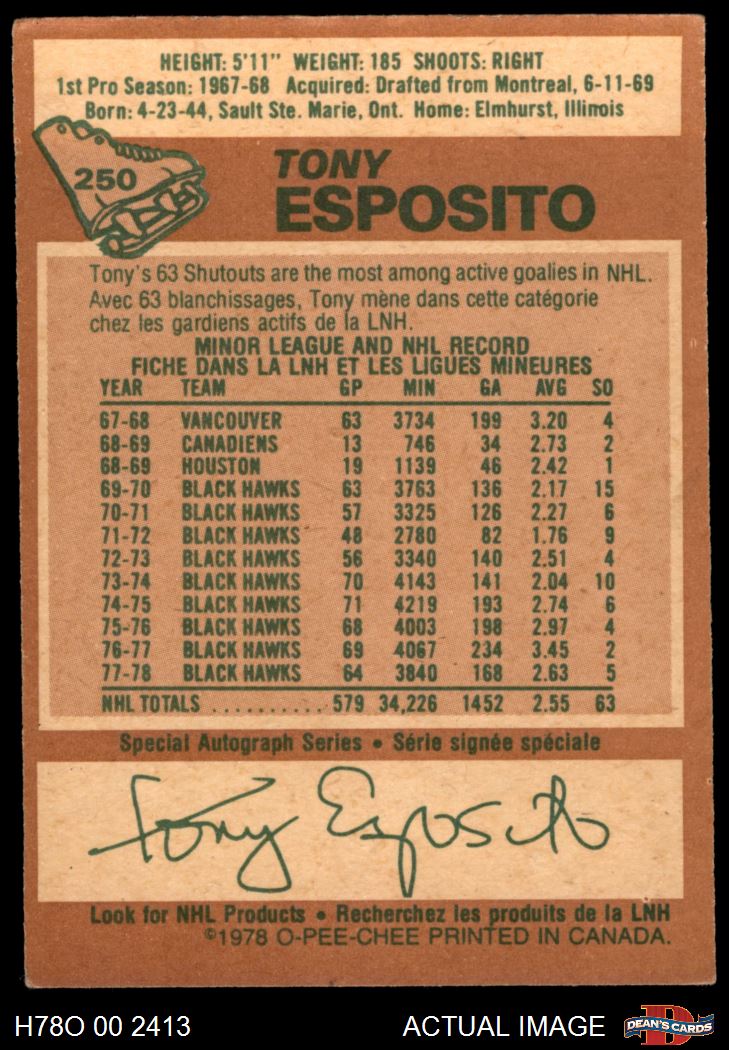 HEIGHT: 5'11" WEIGHT: 185 SHOOTS: RIGHT
1st Pro Season: 1967-68 Acquired: Drafted from Montreal, 6-11-69
Born: 4-23-44, Sault Ste. Marie, Ont. Home: Elmhurst, Illinois
250
TONY
ESPOSITO
Tony's 63 Shutouts are the most among active goalies in NHL.
Avec 63 blanchissages, Tony mène dans cette catégorie
chez les gardiens actifs de la LNH.
MINOR LEAGUE AND NHL RECORD
FICHE DANS LA LNH ET LES LIGUES MINEURES
YEAR TEAM GP MIN GA AVG SO
67-68 VANCOUVER 63 3734 199 3.20 4
68-69 CANADIENS 13 746 34 2.73 2
68-69 HOUSTON 19 1139 46 2.42 1
69-70 BLACK HAWKS 63 3763 136 2.17 15
70-71 BLACK HAWKS 57 3325 126 2.27 6
71-72 BLACK HAWKS 48 2780 82 1.76 9
72-73 BLACK HAWKS 56 3340 140 2.51 4
73-74 BLACK HAWKS 70 4143 141 2.04 10
74-75 BLACK HAWKS 71 4219 193 2.74 6
75-76 BLACK HAWKS 68 4003 198 2.97 4
76-77 BLACK HAWKS 69 4067 234 3.45 2
77-78 BLACK HAWKS 64 3840 168 2.63 5
NHL TOTALS .......... 579 34,226 1452 2.55 63
Special Autograph Series • Série signée spéciale
Tony Esposito
Look for NHL Products • Recherchez les produits de la LNH
©1978 O-PEE-CHEE PRINTED IN CANADA.
H78O 00 2413 ACTUAL IMAGE D DEAN'S CARDS